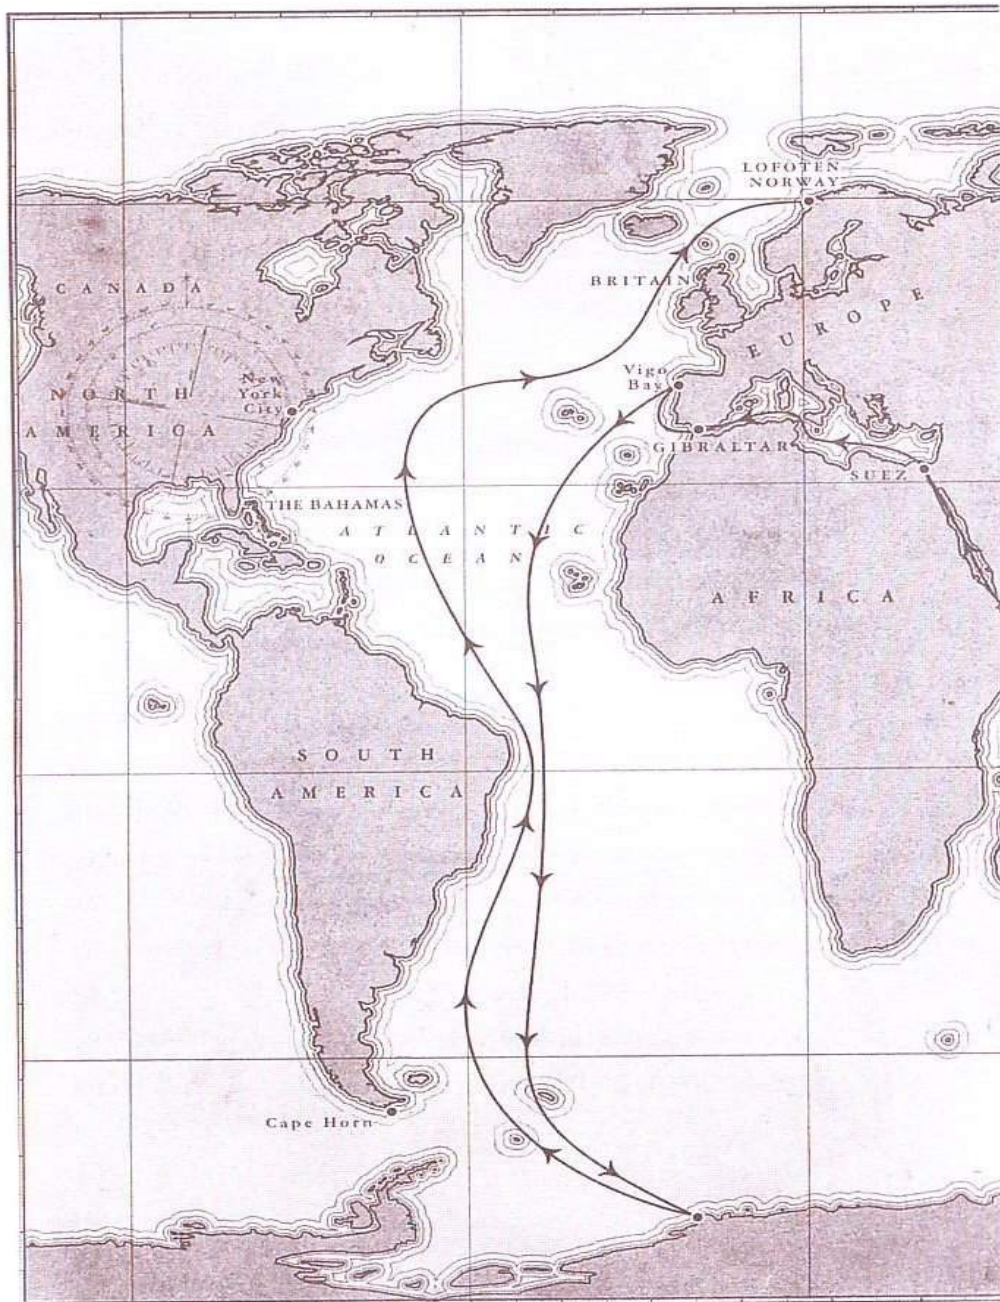 LOFOTEN
NORWAY
BRITAIN
CANADA
EUROPE
Vigo
Bay
New
York
City
NORTH
AMERICA
GIBRALTAR
SUEZ
THE BAHAMAS
ATLANTIC
OCEAN
AFRICA
SOUTH
AMERICA
Cape Horn